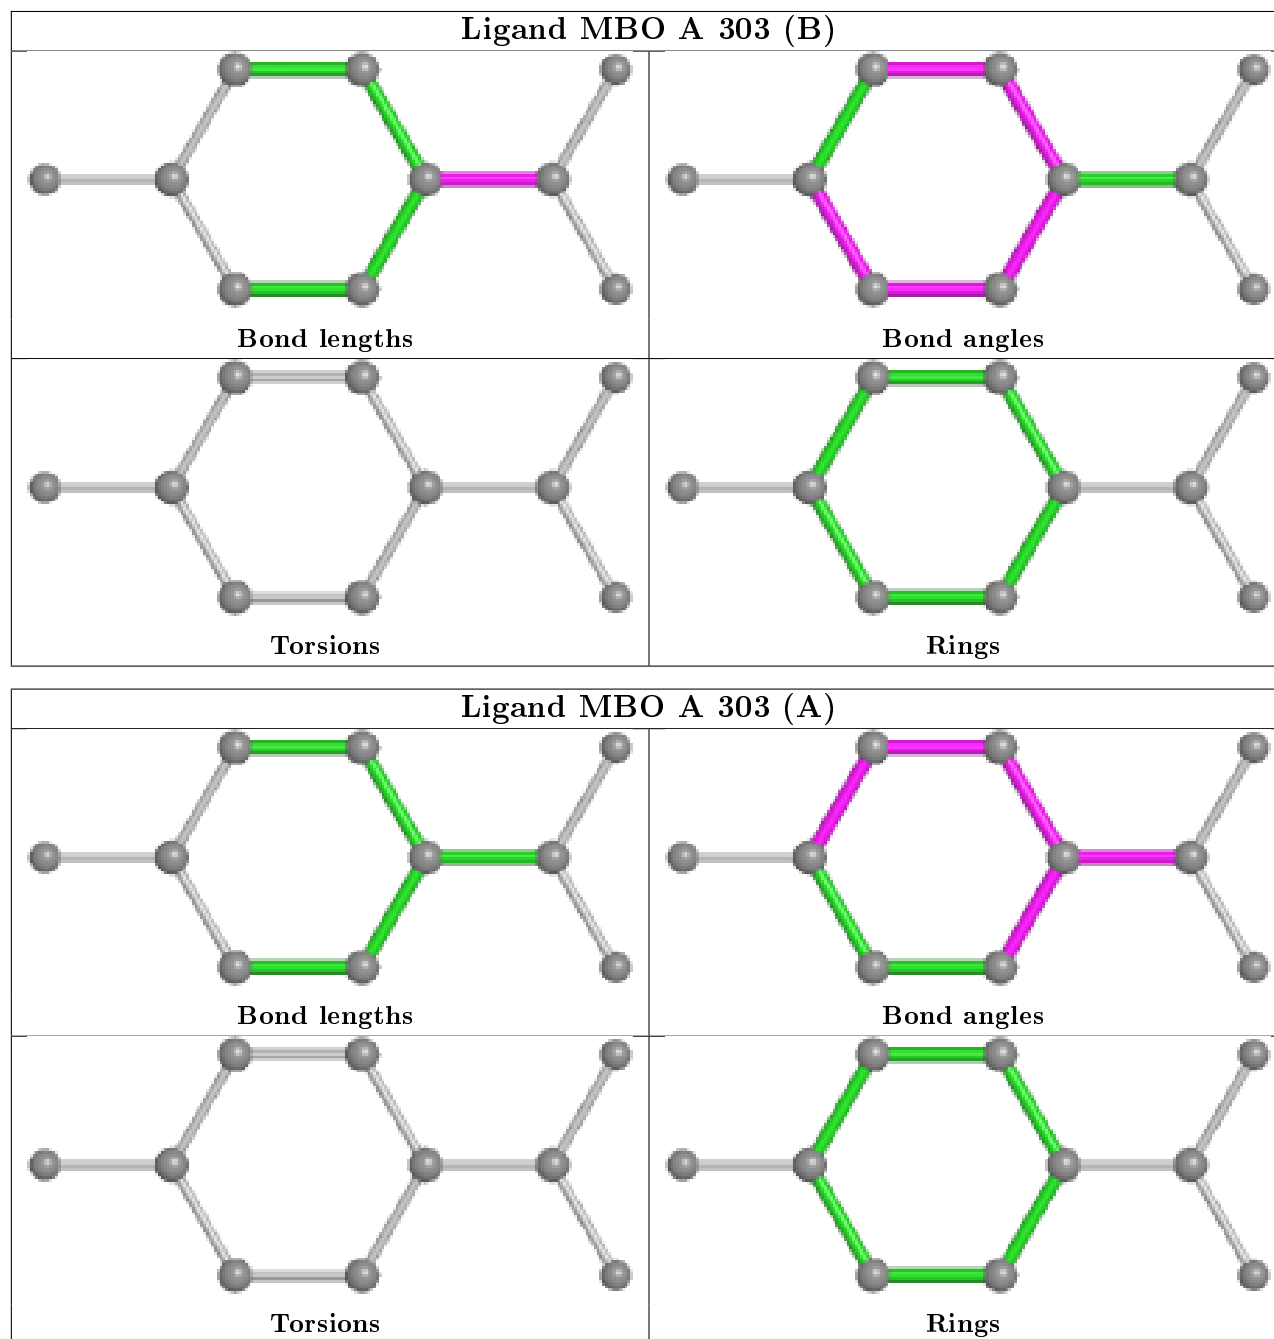 Ligand MBO A 303 (B)
Bond lengths
Bond angles
Torsions
Rings
Ligand MBO A 303 (A)
Bond lengths
Bond angles
Torsions
Rings